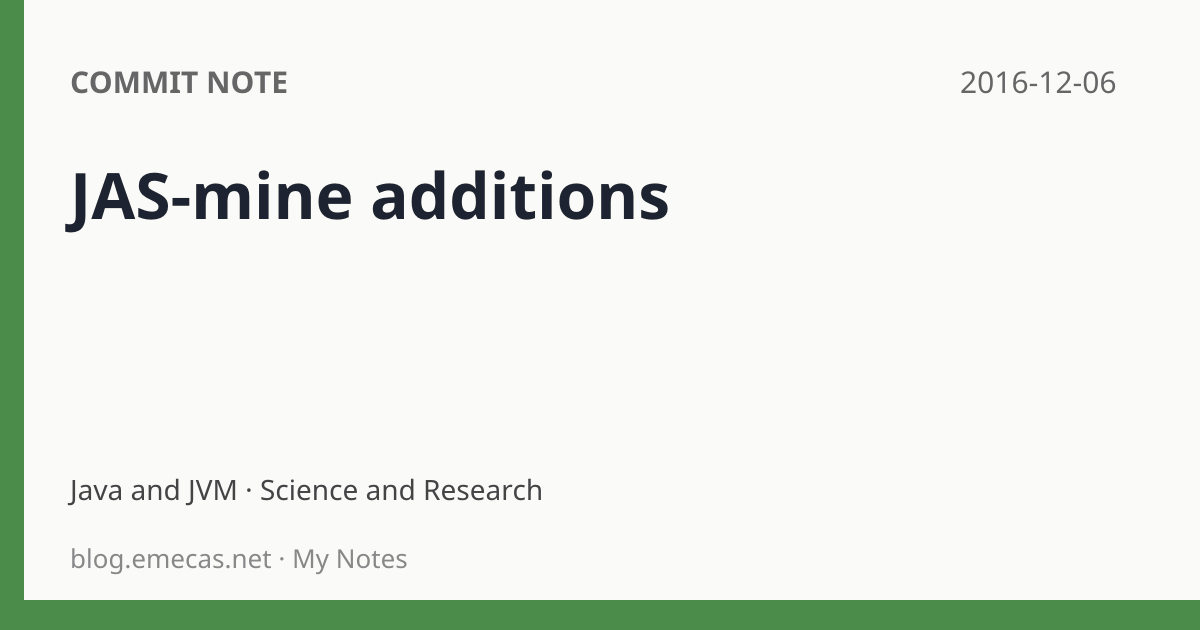 COMMIT NOTE
2016-12-06
JAS-mine additions
Java and JVM · Science and Research
blog.emecas.net · My Notes